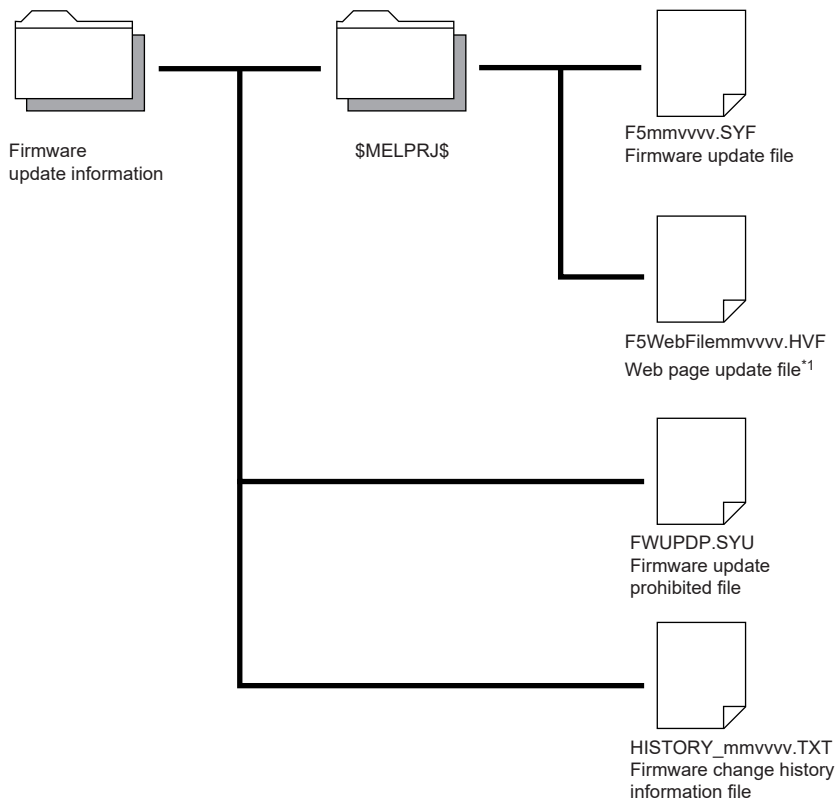 Firmware
update information
$MELPRJ$
F5mmvvvv.SYF
Firmware update file
F5WebFilemmvvvv.HVF
Web page update file*1
FWUPDP.SYU
Firmware update
prohibited file
HISTORY_mmvvvv.TXT
Firmware change history
information file